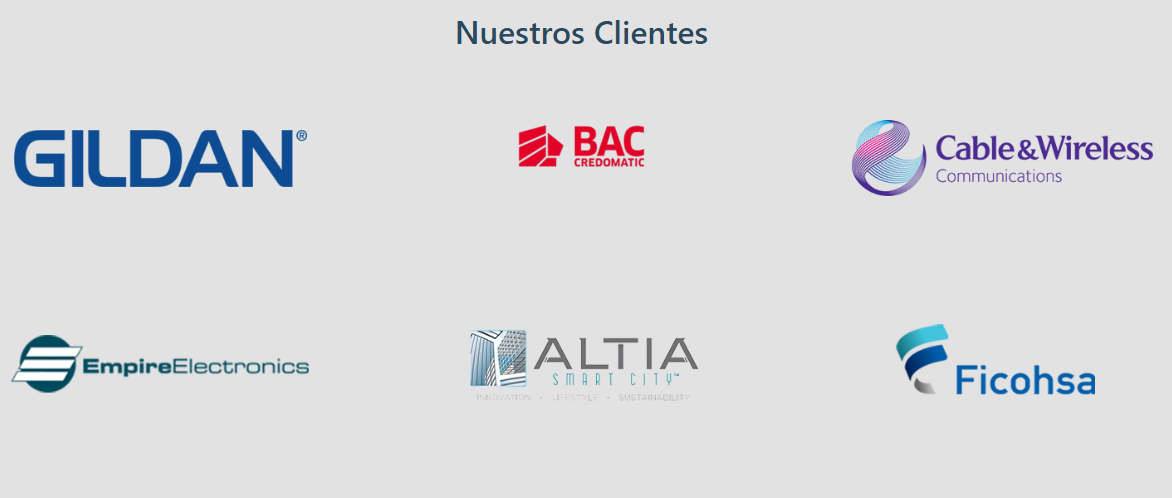 Nuestros Clientes
GILDAN®
BAC
CREDOMATIC
Cable&Wireless
Communications
EmpireElectronics
ALTIA
SMART CITY™
INNOVATION • LIFESTYLE • SUSTAINABILITY
Ficohsa